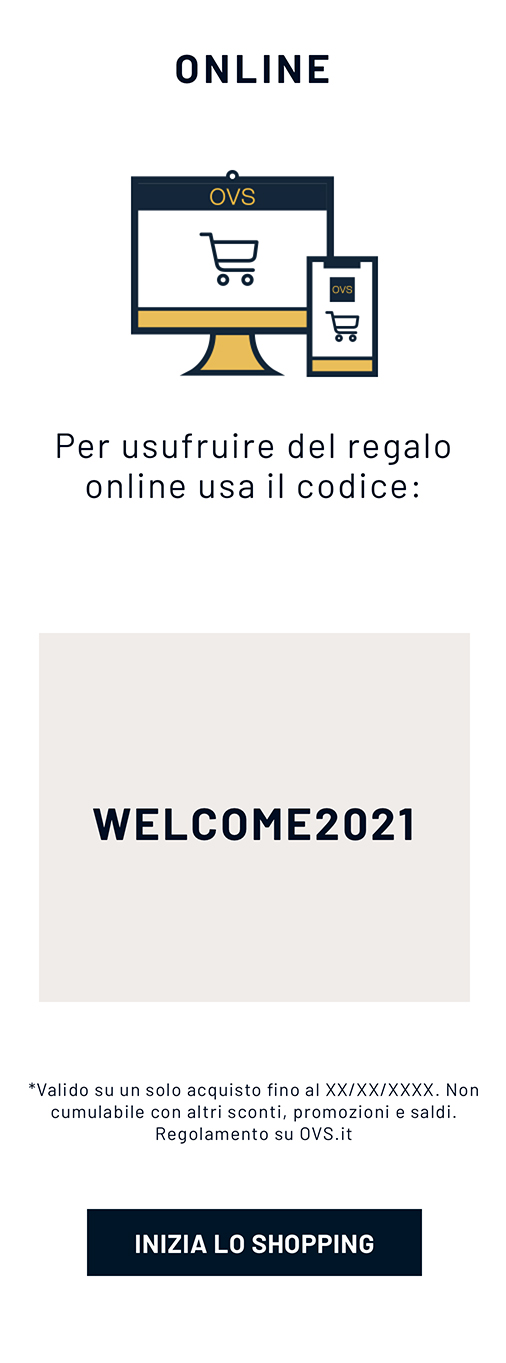 ONLINE
OVS
OVS
Per usufruire del regalo
online usa il codice:
WELCOME2021
*Valido su un solo acquisto fino al XX/XX/XXXX. Non
cumulabile con altri sconti, promozioni e saldi.
Regolamento su OVS.it
INIZIA LO SHOPPING